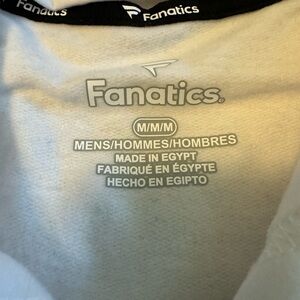 Fanatics
Fanatics
Fanatics®
M/M/M
MENS/HOMMES/HOMBRES
MADE IN EGYPT
FABRIQUÉ EN ÉGYPTE
HECHO EN EGIPTO